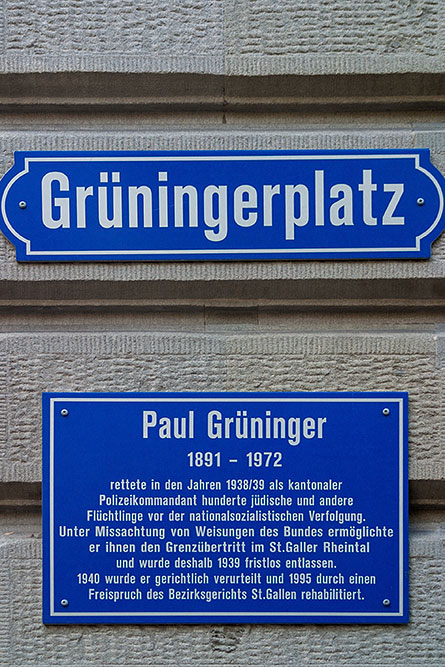 Grüningerplatz
Paul Grüninger
1891 – 1972
rettete in den Jahren 1938/39 als kantonaler
Polizeikommandant hunderte jüdische und andere
Flüchtlinge vor der nationalsozialistischen Verfolgung.
Unter Missachtung von Weisungen des Bundes ermöglichte
er ihnen den Grenzübertritt im St.Galler Rheintal
und wurde deshalb 1939 fristlos entlassen.
1940 wurde er gerichtlich verurteilt und 1995 durch einen
Freispruch des Bezirksgerichts St.Gallen rehabilitiert.